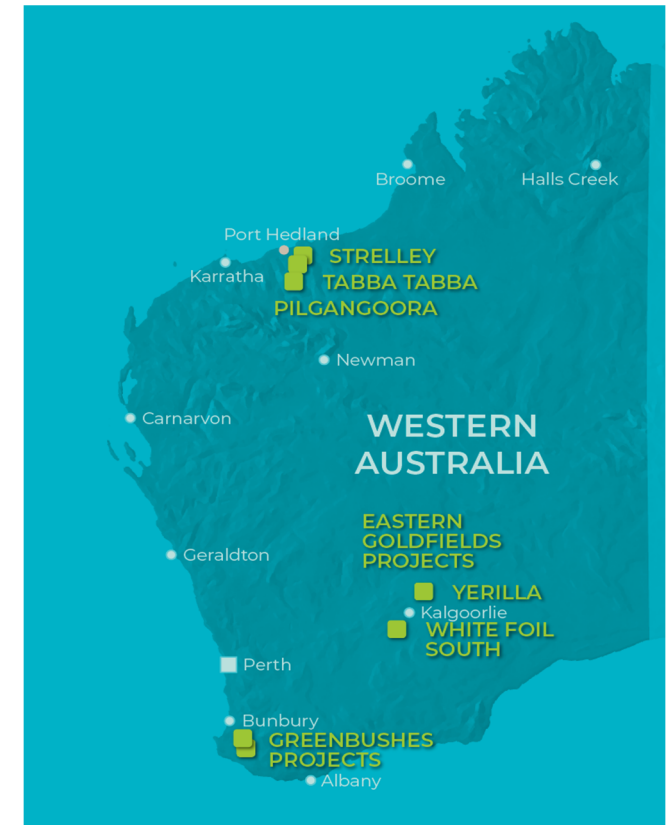 Broome
Halls Creek
Port Hedland
STRELLEY
Karratha
TABBA TABBA
PILGANGOORA
Newman
Carnarvon
WESTERN
AUSTRALIA
EASTERN
GOLDFIELDS
PROJECTS
Geraldton
YERILLA
Kalgoorlie
WHITE FOIL
SOUTH
Perth
Bunbury
GREENBUSHES
PROJECTS
Albany